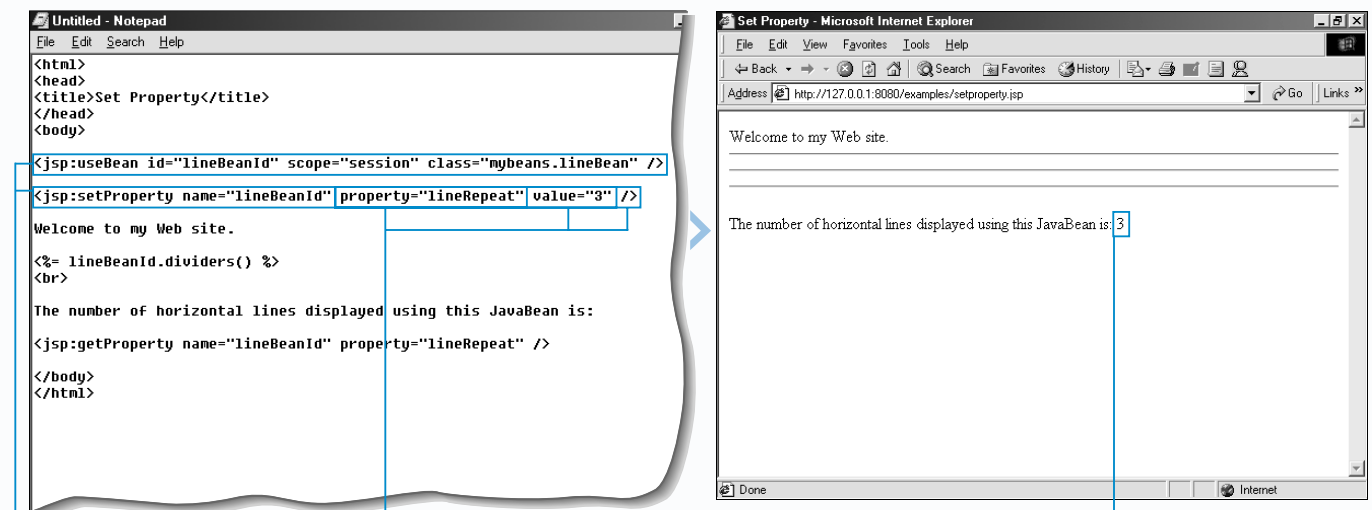 Untitled - Notepad
File Edit Search Help
<html>
<head>
<title>Set Property</title>
</head>
<body>
<jsp:useBean id="lineBeanId" scope="session" class="mybeans.lineBean" />
<jsp:setProperty name="lineBeanId" property="lineRepeat" value="3" />
Welcome to my Web site.
<%= lineBeanId.dividers() %>
<br>
The number of horizontal lines displayed using this JavaBean is:
<jsp:getProperty name="lineBeanId" property="lineRepeat" />
</body>
</html>
Set Property - Microsoft Internet Explorer
File Edit View Favorites Tools Help
Back Search Favorites History
Address http://127.0.0.1:8080/examples/setproperty.jsp Go Links »
Welcome to my Web site.
The number of horizontal lines displayed using this JavaBean is: 3
Done Internet